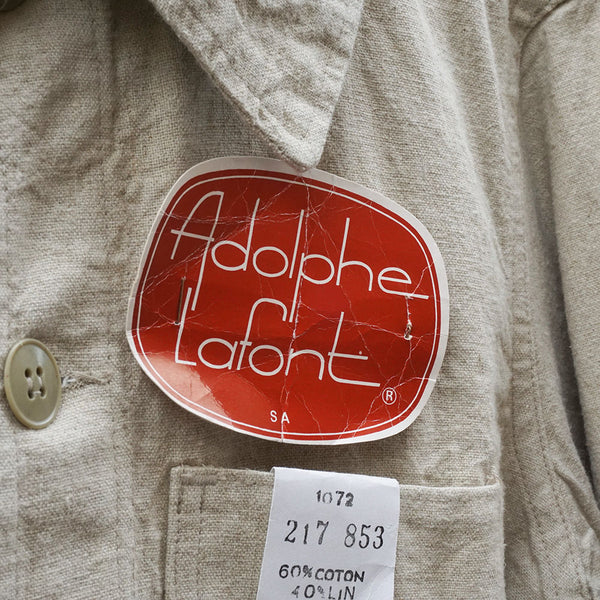 Adolphe
Lafont
®
SA
1072
217 853
60%COTON
40%LIN